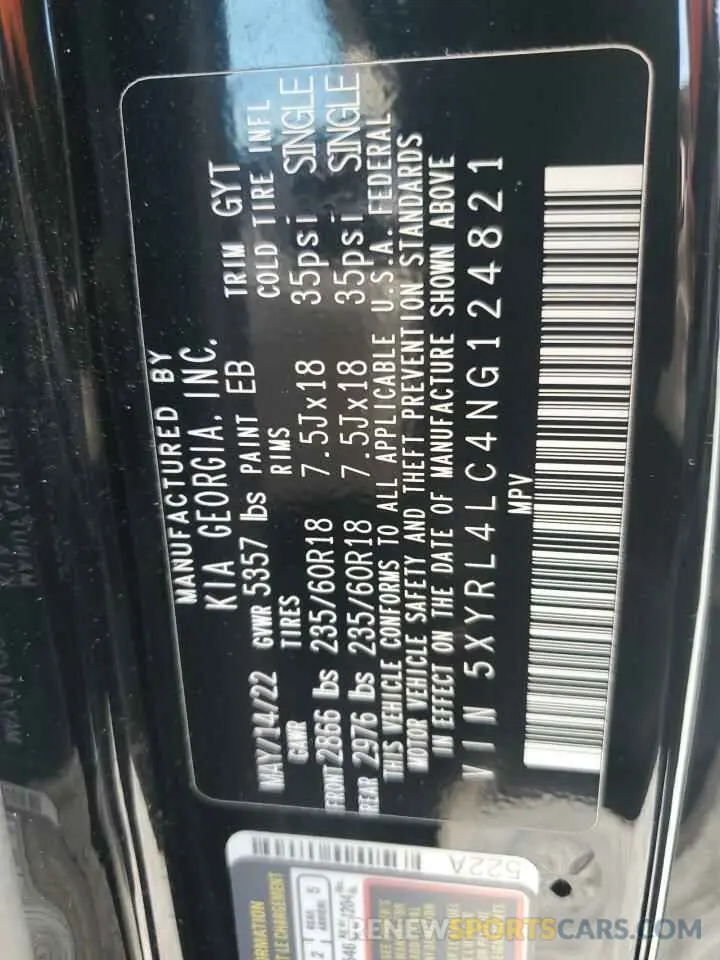 MANUFACTURED BY
KIA GEORGIA, INC.
MAY/14/22 GVWR 5357 lbs PAINT EB TRIM GYT
GAWR TIRES RIMS COLD TIRE INFL
FRONT 2866 lbs 235/60R18 7.5Jx18 35psi SINGLE
REAR 2976 lbs 235/60R18 7.5Jx18 35psi SINGLE
THIS VEHICLE CONFORMS TO ALL APPLICABLE U.S.A. FEDERAL
MOTOR VEHICLE SAFETY AND THEFT PREVENTION STANDARDS
IN EFFECT ON THE DATE OF MANUFACTURE SHOWN ABOVE
VIN 5XYRL4LC4NG124821
MPV
522A
REAR 5
2
RENEWSPORTSCARS.COM